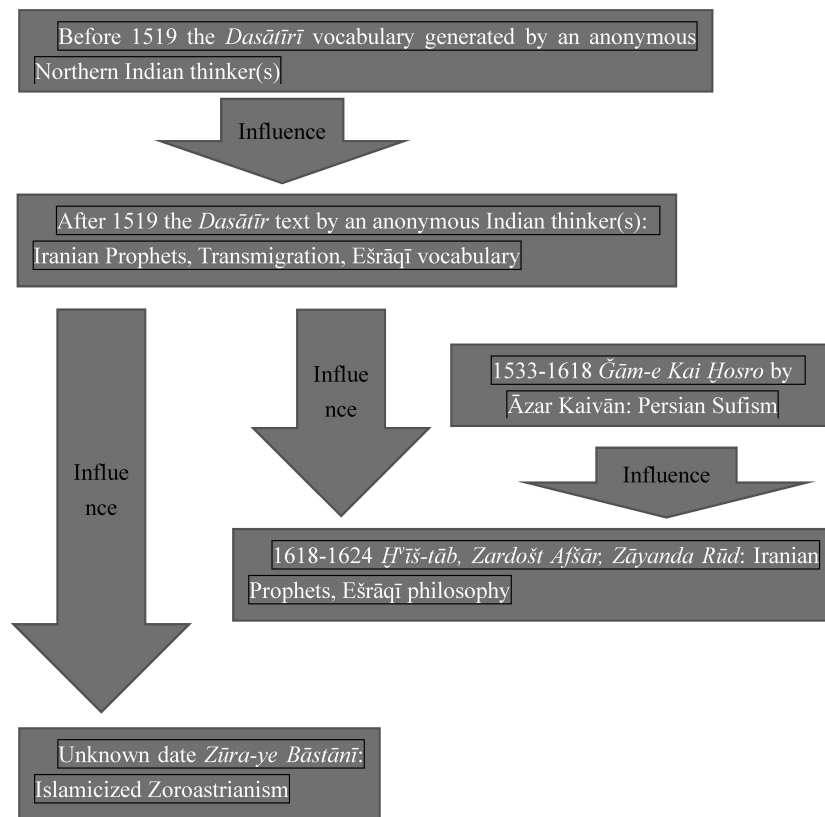 Before 1519 the Dasātīrī vocabulary generated by an anonymous
Northern Indian thinker(s)
Influence
After 1519 the Dasātīr text by an anonymous Indian thinker(s):
Iranian Prophets, Transmigration, Ešrāqī vocabulary
Influe
nce
1533-1618 Ǧām-e Kai Ḫosro by
Āzar Kaivān: Persian Sufism
Influence
Influe
nce
1618-1624 Ḫᵛīš-tāb, Zardošt Afšār, Zāyanda Rūd: Iranian
Prophets, Ešrāqī philosophy
Unknown date Zūra-ye Bāstānī:
Islamicized Zoroastrianism